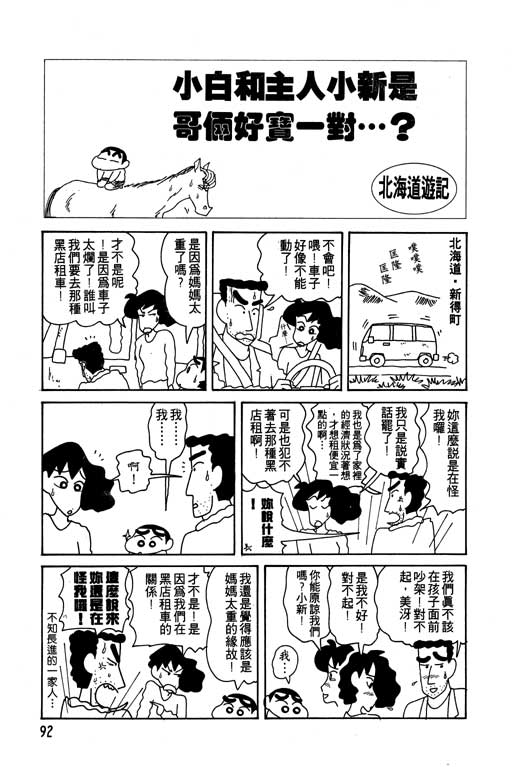 小白和主人小新是
哥倆好寶一對…？
北海道遊記
北海道・新得町
噗噗噗
匡隆
匡隆
不會吧！
喂！車子
好像不能
動了！
是因為媽媽太
重了嗎？
才不是呢
！是因為車子
太爛了！誰叫
我們要去那種
黑店租車！
妳這麼說是在怪
我囉！
我只是說實
話罷了！
我也是為了家裡
的經濟狀況著想
，才想租便宜一
點的啊…
可是也犯不
著去那種黑
店租啊！
妳說什麼
！
我…
我…
啊！
我們真不該
在孩子面前
吵架！對不
起，美冴！
是我不好！
對不起！
你能原諒我們
嗎？小新！
我…
我還是覺得應該是
媽媽太重的緣故！
才不是！是
因為我們在
黑店租車的
關係！
這麼說來
妳還是在
怪我囉！
不知長進的一家人…
92